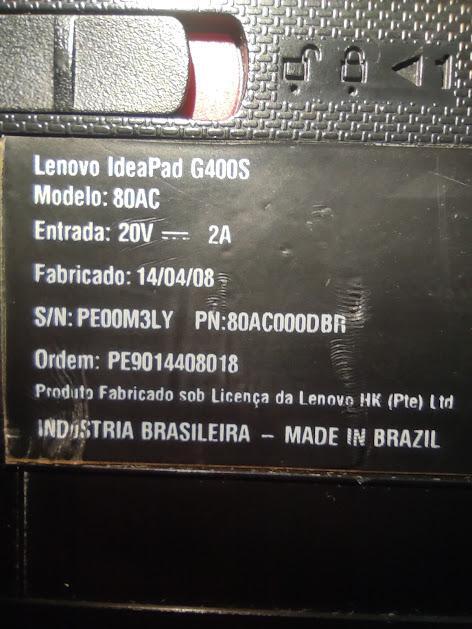 1
Lenovo IdeaPad G400S
Modelo: 80AC
Entrada: 20V ⎓ 2A
Fabricado: 14/04/08
S/N: PE00M3LY PN:80AC000DBR
Ordem: PE9014408018
Produto Fabricado sob Licença da Lenovo HK (Pte) Ltd
INDÚSTRIA BRASILEIRA – MADE IN BRAZIL